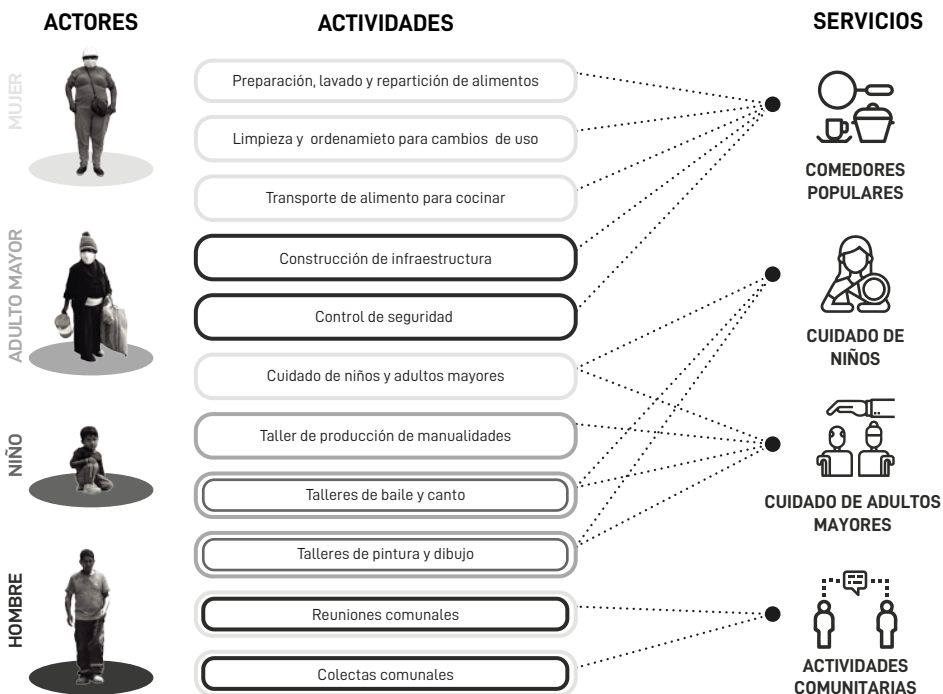 ACTORES
ACTIVIDADES
SERVICIOS
MUJER
ADULTO MAYOR
NIÑO
HOMBRE
Preparación, lavado y repartición de alimentos
Limpieza y ordenamieto para cambios de uso
Transporte de alimento para cocinar
Construcción de infraestructura
Control de seguridad
Cuidado de niños y adultos mayores
Taller de producción de manualidades
Talleres de baile y canto
Talleres de pintura y dibujo
Reuniones comunales
Colectas comunales
COMEDORES
POPULARES
CUIDADO DE
NIÑOS
CUIDADO DE ADULTOS
MAYORES
ACTIVIDADES
COMUNITARIAS